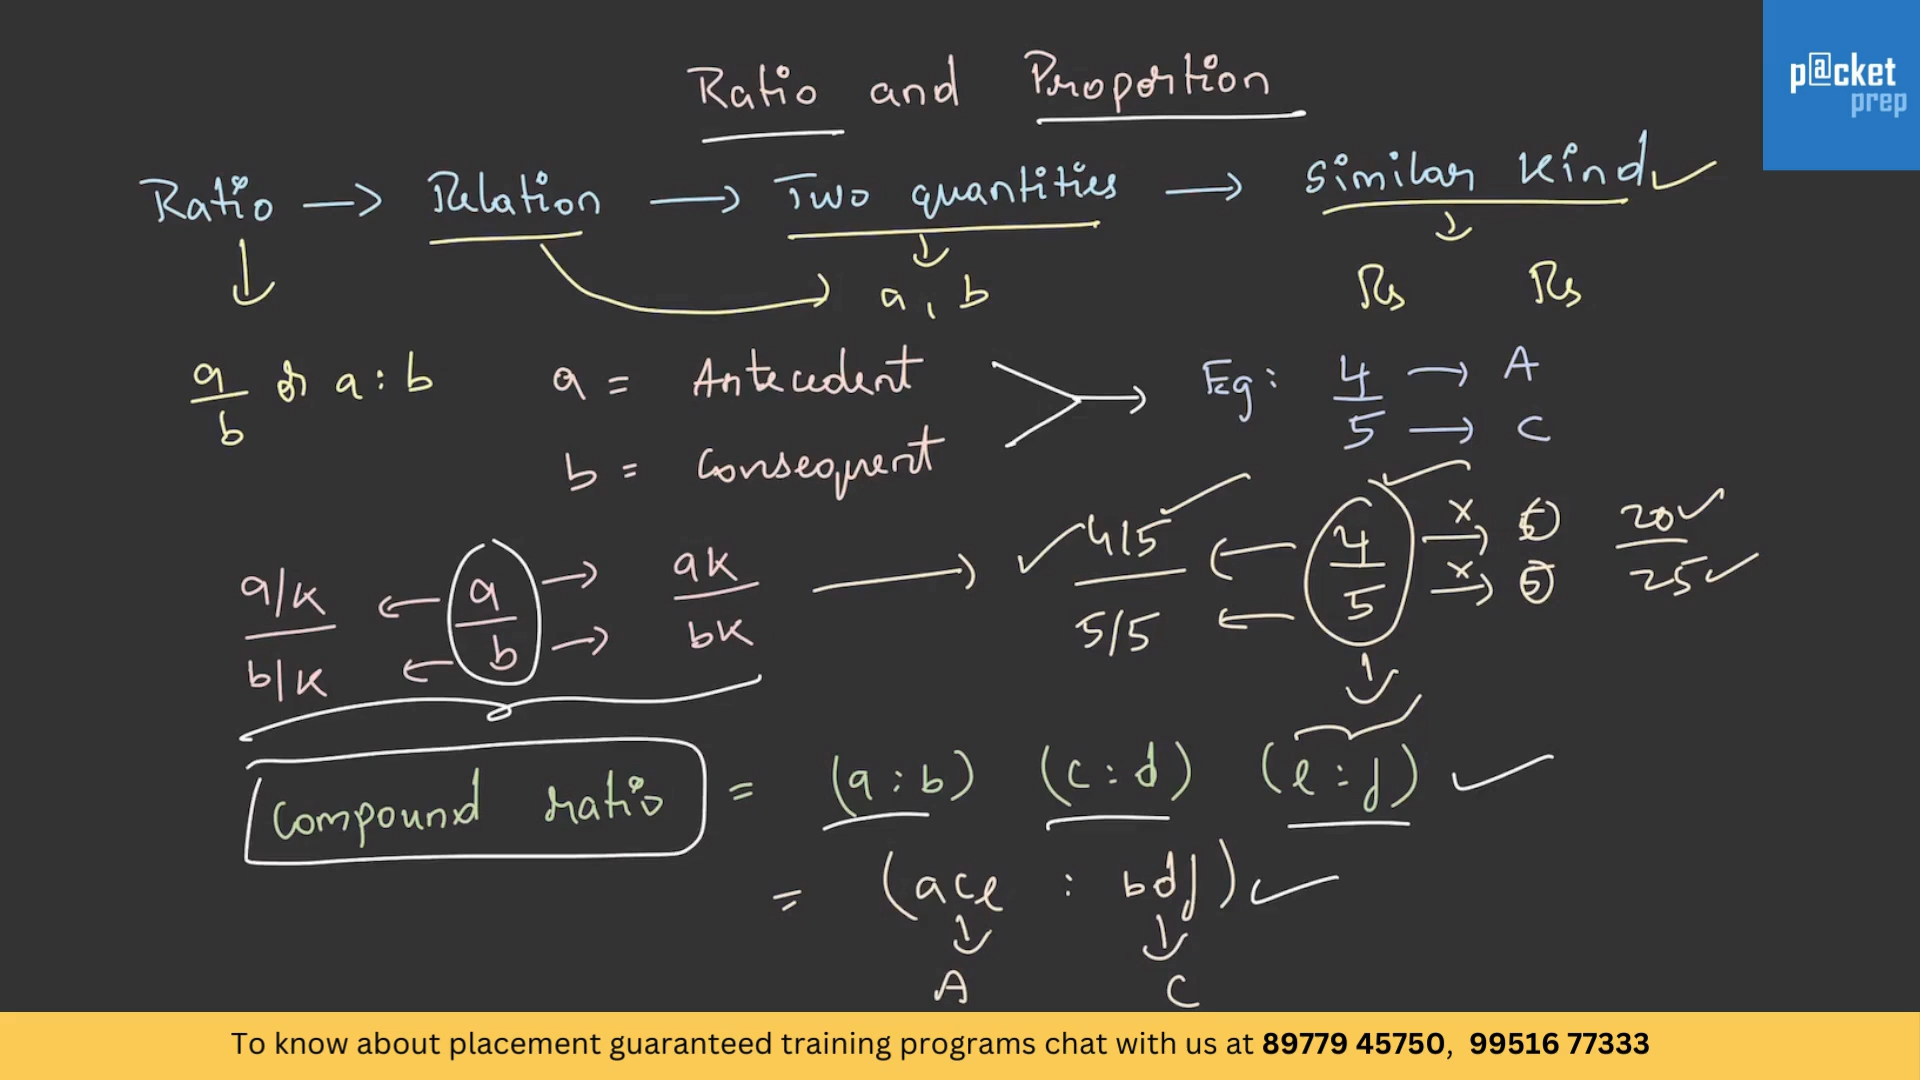 p@cket
prep
Ratio and Proportion
Ratio → Relation → Two quantities → Similar kind
a , b
Rs Rs
a/b or a : b
a = Antecedent
b = Consequent
Eg: 4 → A
5 → C
a/k ← a → ak → 4/5 ← 4 × → 5 20
b/k ← b → bk 5/5 ← 5 × → 5 25
Compound ratio = (a : b) (c : d) (e : f)
= (ace : bdf)
A C
To know about placement guaranteed training programs chat with us at 89779 45750, 99516 77333